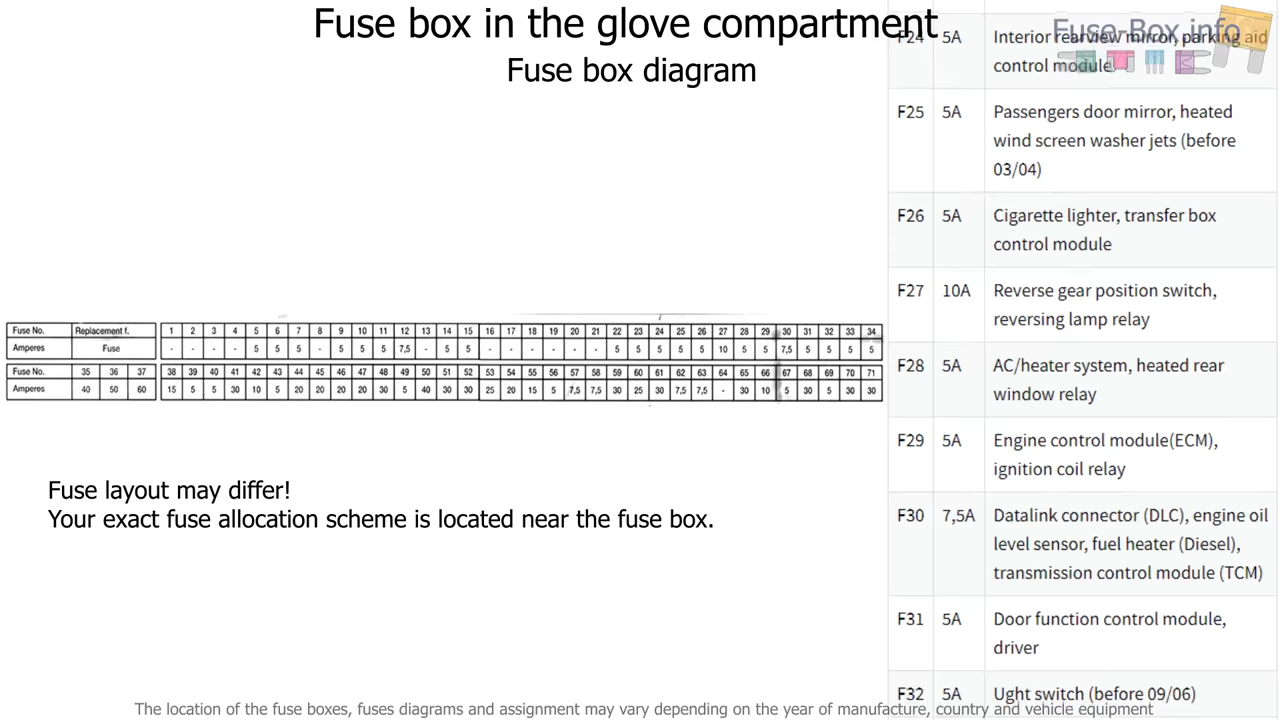 Fuse box in the glove compartment
Fuse box diagram
Fuse-Box.info
F24 5A Interior rearview mirror, parking aid
control module
F25 5A Passengers door mirror, heated
wind screen washer jets (before
03/04)
F26 5A Cigarette lighter, transfer box
control module
F27 10A Reverse gear position switch,
reversing lamp relay
F28 5A AC/heater system, heated rear
window relay
F29 5A Engine control module(ECM),
ignition coil relay
F30 7,5A Datalink connector (DLC), engine oil
level sensor, fuel heater (Diesel),
transmission control module (TCM)
F31 5A Door function control module,
driver
F32 5A Ught switch (before 09/06)
Fuse No. Replacement f. 1 2 3 4 5 6 7 8 9 10 11 12 13 14 15 16 17 18 19 20 21 22 23 24 25 26 27 28 29 30 31 32 33 34
Amperes Fuse - - - - 5 5 5 - 5 5 5 7,5 - 5 5 - - - - - - 5 5 5 5 5 10 5 5 7,5 5 5 5 5
Fuse No. 35 36 37 38 39 40 41 42 43 44 45 46 47 48 49 50 51 52 53 54 55 56 57 58 59 60 61 62 63 64 65 66 67 68 69 70 71
Amperes 40 50 60 15 5 5 30 10 5 20 20 20 20 30 5 40 30 30 25 20 15 5 7,5 7,5 30 25 30 7,5 7,5 - 30 10 5 30 5 30 30
Fuse layout may differ!
Your exact fuse allocation scheme is located near the fuse box.
The location of the fuse boxes, fuses diagrams and assignment may vary depending on the year of manufacture, country and vehicle equipment